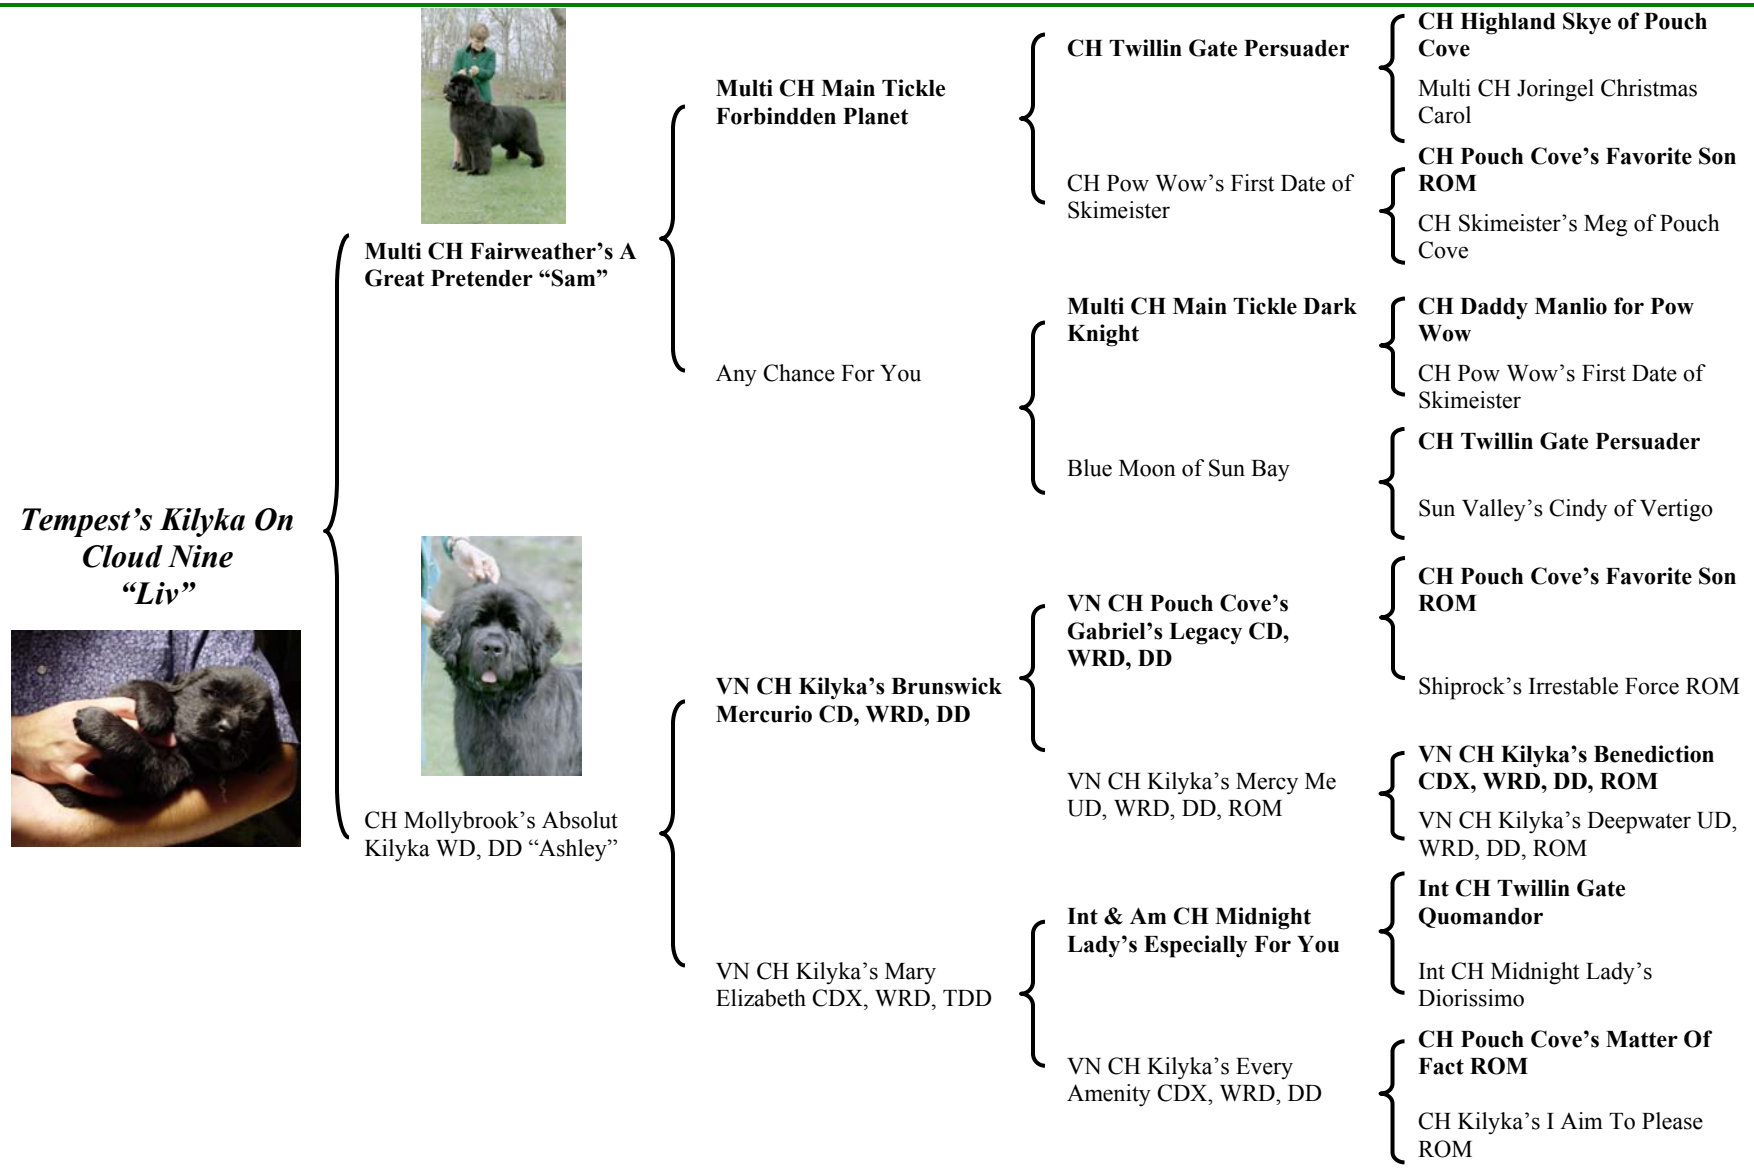 Tempest’s Kilyka On
Cloud Nine
“Liv”
Multi CH Fairweather’s A
Great Pretender “Sam”
CH Mollybrook’s Absolut
Kilyka WD, DD “Ashley”
Multi CH Main Tickle
Forbindden Planet
Any Chance For You
VN CH Kilyka’s Brunswick
Mercurio CD, WRD, DD
VN CH Kilyka’s Mary
Elizabeth CDX, WRD, TDD
CH Twillin Gate Persuader
CH Pow Wow’s First Date of
Skimeister
Multi CH Main Tickle Dark
Knight
Blue Moon of Sun Bay
VN CH Pouch Cove’s
Gabriel’s Legacy CD,
WRD, DD
VN CH Kilyka’s Mercy Me
UD, WRD, DD, ROM
Int & Am CH Midnight
Lady’s Especially For You
VN CH Kilyka’s Every
Amenity CDX, WRD, DD
CH Highland Skye of Pouch
Cove
Multi CH Joringel Christmas
Carol
CH Pouch Cove’s Favorite Son
ROM
CH Skimeister’s Meg of Pouch
Cove
CH Daddy Manlio for Pow
Wow
CH Pow Wow’s First Date of
Skimeister
CH Twillin Gate Persuader
Sun Valley’s Cindy of Vertigo
CH Pouch Cove’s Favorite Son
ROM
Shiprock’s Irrestable Force ROM
VN CH Kilyka’s Benediction
CDX, WRD, DD, ROM
VN CH Kilyka’s Deepwater UD,
WRD, DD, ROM
Int CH Twillin Gate
Quomandor
Int CH Midnight Lady’s
Diorissimo
CH Pouch Cove’s Matter Of
Fact ROM
CH Kilyka’s I Aim To Please
ROM